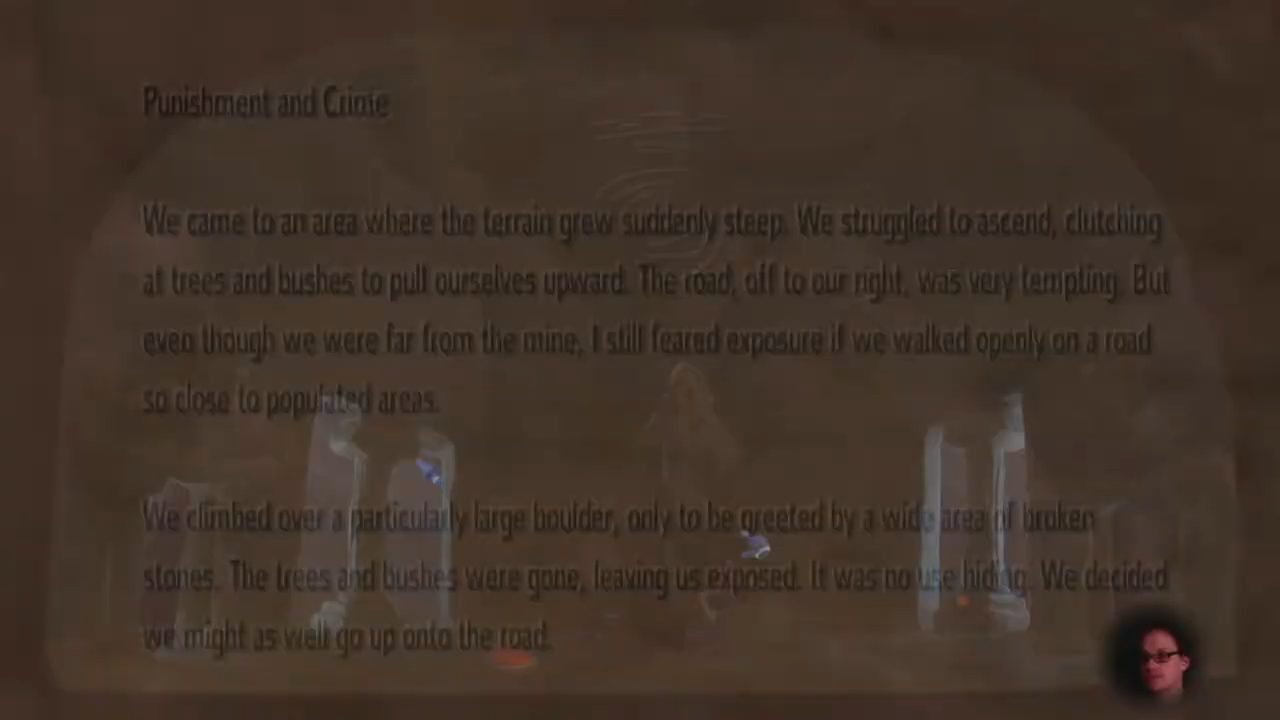 Punishment and Crime
We came to an area where the terrain grew suddenly steep. We struggled to ascend, clutching
at trees and bushes to pull ourselves upward. The road, off to our right, was very tempting. But
even though we were far from the mine, I still feared exposure if we walked openly on a road
so close to populated areas.
We climbed over a particularly large boulder, only to be greeted by a wide area of broken
stones. The trees and bushes were gone, leaving us exposed. It was no use hiding. We decided
we might as well go up onto the road.